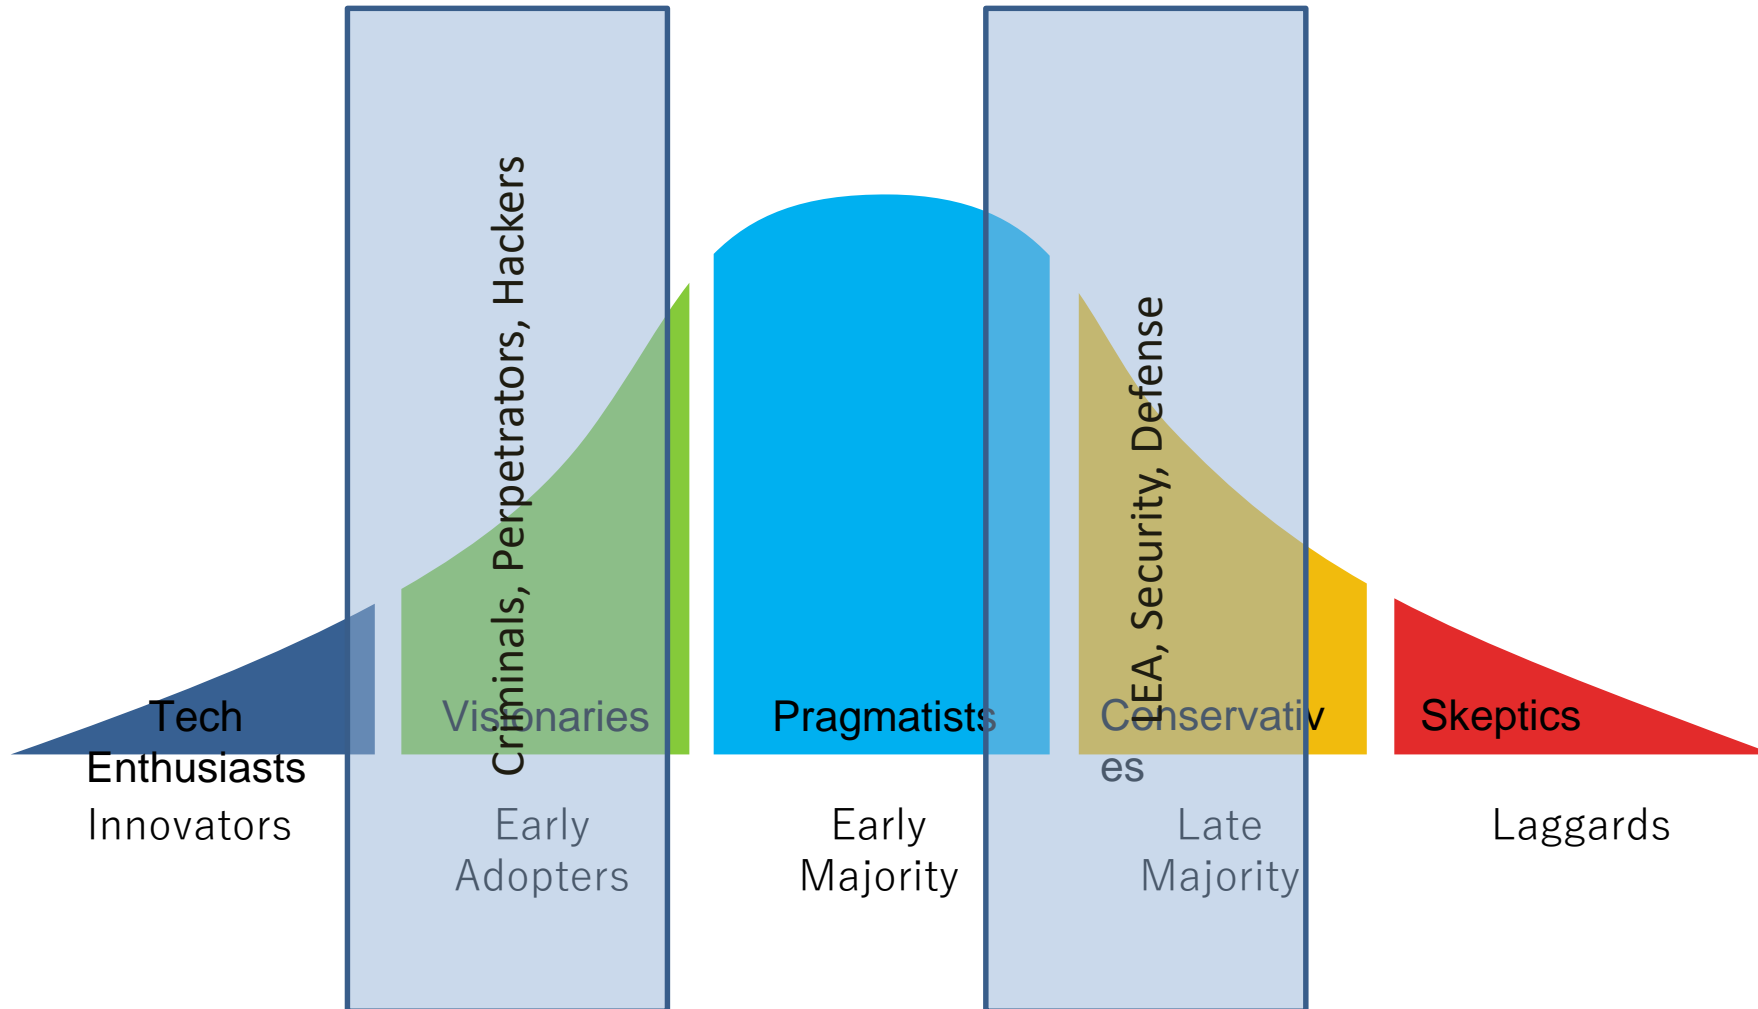 Criminals, Perpetrators, Hackers
LEA, Security, Defense
Tech
Enthusiasts
Visionaries
Pragmatists
Conservativ
es
Skeptics
Innovators
Early
Adopters
Early
Majority
Late
Majority
Laggards